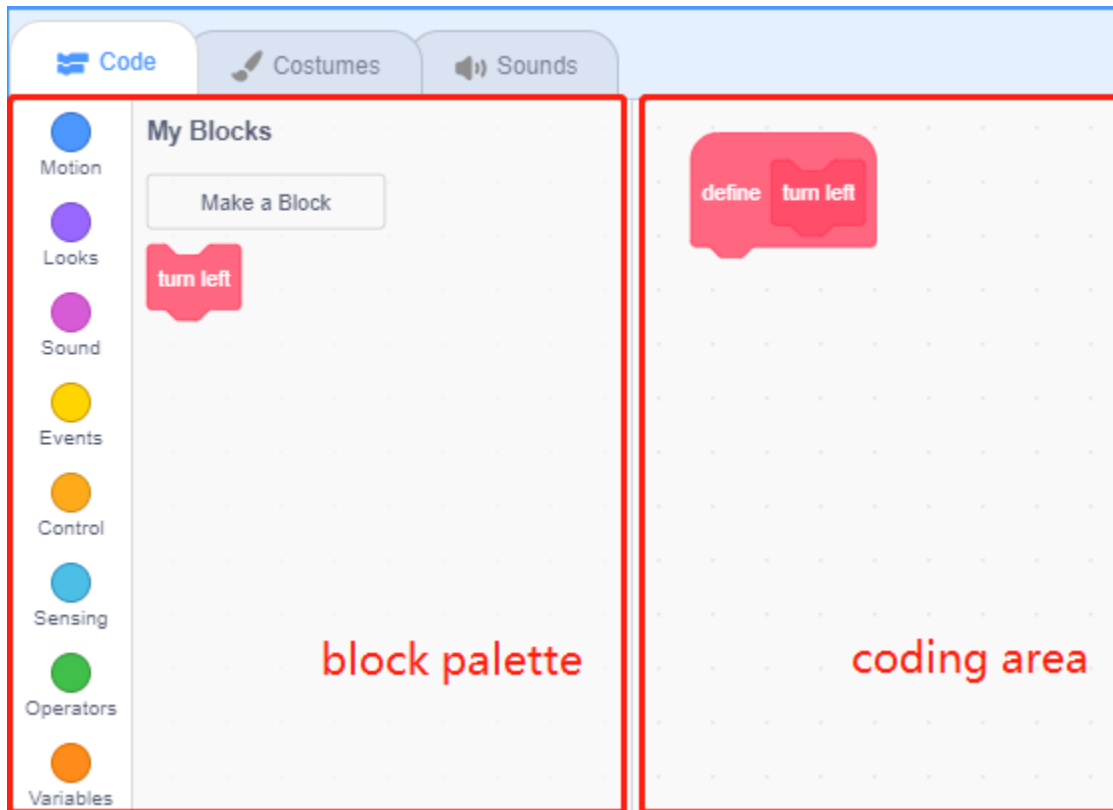 Code Costumes Sounds
My Blocks
Make a Block
turn left
Motion
Looks
Sound
Events
Control
Sensing
Operators
Variables
block palette
define turn left
coding area